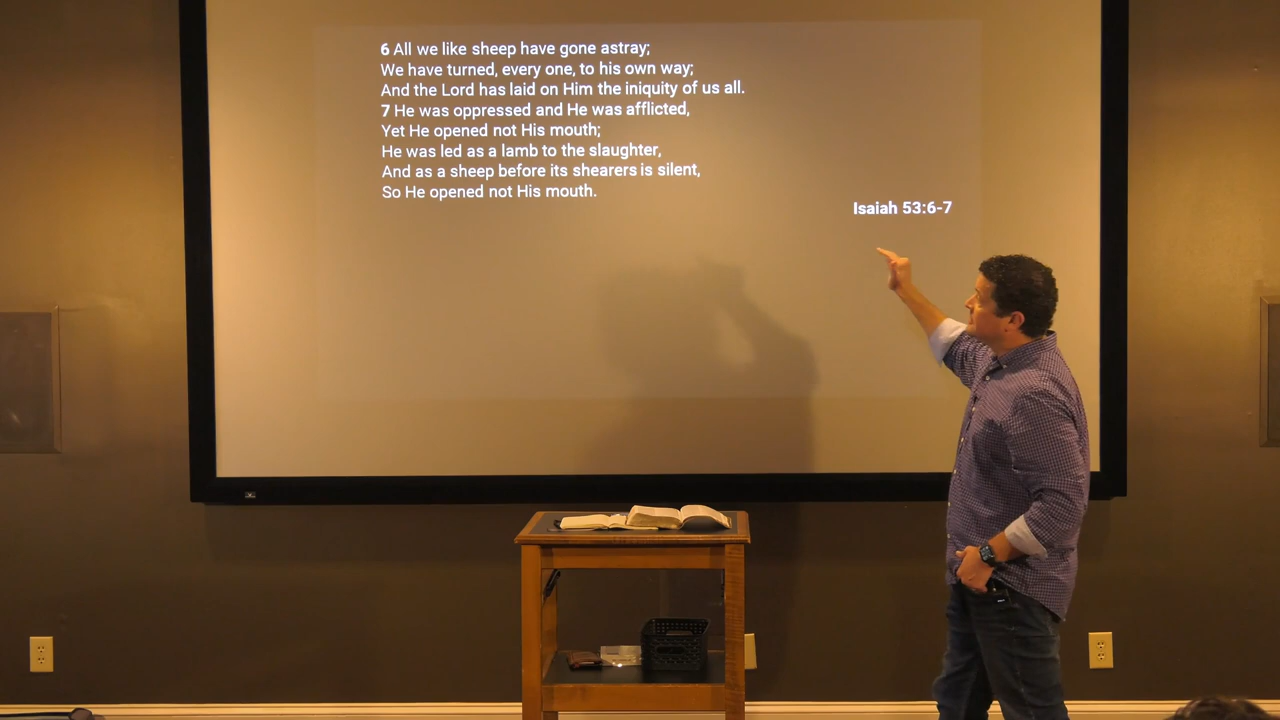 6 All we like sheep have gone astray;
We have turned, every one, to his own way;
And the Lord has laid on Him the iniquity of us all.
7 He was oppressed and He was afflicted,
Yet He opened not His mouth;
He was led as a lamb to the slaughter,
And as a sheep before its shearers is silent,
So He opened not His mouth.
Isaiah 53:6-7